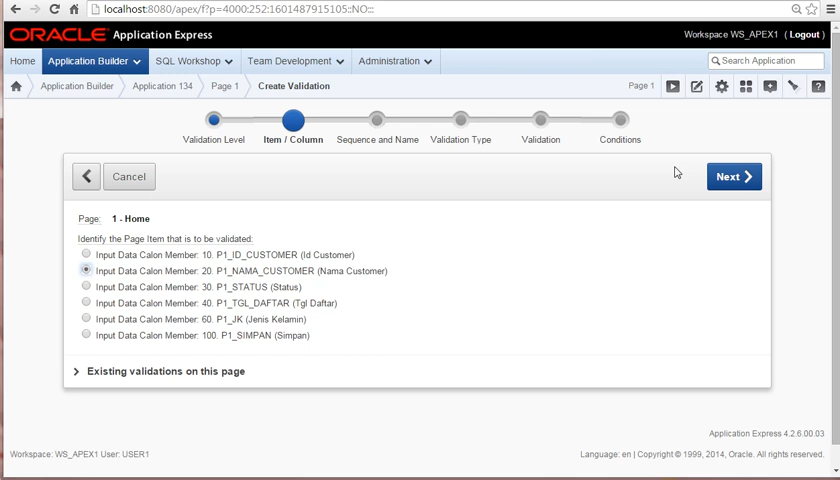 localhost:8080/apex/f?p=4000:252:1601487915105::NO:::
ORACLE Application Express
Workspace WS_APEX1 (Logout)
Home Application Builder SQL Workshop Team Development Administration Search Application
Application Builder Application 134 Page 1 Create Validation Page 1
Validation Level Item / Column Sequence and Name Validation Type Validation Conditions
Cancel Next
Page: 1 - Home
Identify the Page Item that is to be validated:
Input Data Calon Member: 10. P1_ID_CUSTOMER (Id Customer)
Input Data Calon Member: 20. P1_NAMA_CUSTOMER (Nama Customer)
Input Data Calon Member: 30. P1_STATUS (Status)
Input Data Calon Member: 40. P1_TGL_DAFTAR (Tgl Daftar)
Input Data Calon Member: 60. P1_JK (Jenis Kelamin)
Input Data Calon Member: 100. P1_SIMPAN (Simpan)
Existing validations on this page
Application Express 4.2.6.00.03
Workspace: WS_APEX1 User: USER1 Language: en | Copyright © 1999, 2014, Oracle. All rights reserved.